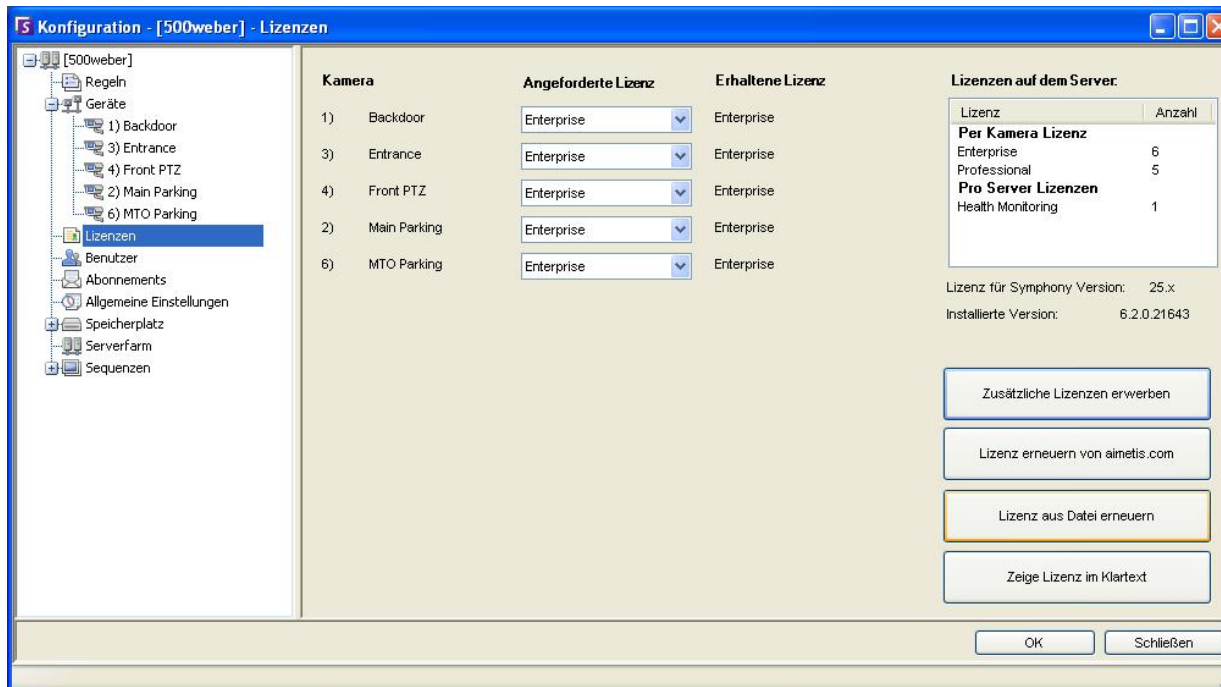 Konfiguration - [500weber] - Lizenzen
[500weber]
Regeln
Geräte
1) Backdoor
3) Entrance
4) Front PTZ
2) Main Parking
6) MTO Parking
Lizenzen
Benutzer
Abonnements
Allgemeine Einstellungen
Speicherplatz
Serverfarm
Sequenzen
Kamera Angeforderte Lizenz Erhaltene Lizenz
1) Backdoor Enterprise Enterprise
3) Entrance Enterprise Enterprise
4) Front PTZ Enterprise Enterprise
2) Main Parking Enterprise Enterprise
6) MTO Parking Enterprise Enterprise
Lizenzen auf dem Server:
Lizenz Anzahl
Per Kamera Lizenz
Enterprise 6
Professional 5
Pro Server Lizenzen
Health Monitoring 1
Lizenz für Symphony Version: 25.x
Installierte Version: 6.2.0.21643
Zusätzliche Lizenzen erwerben
Lizenz erneuern von aimetis.com
Lizenz aus Datei erneuern
Zeige Lizenz im Klartext
OK Schließen